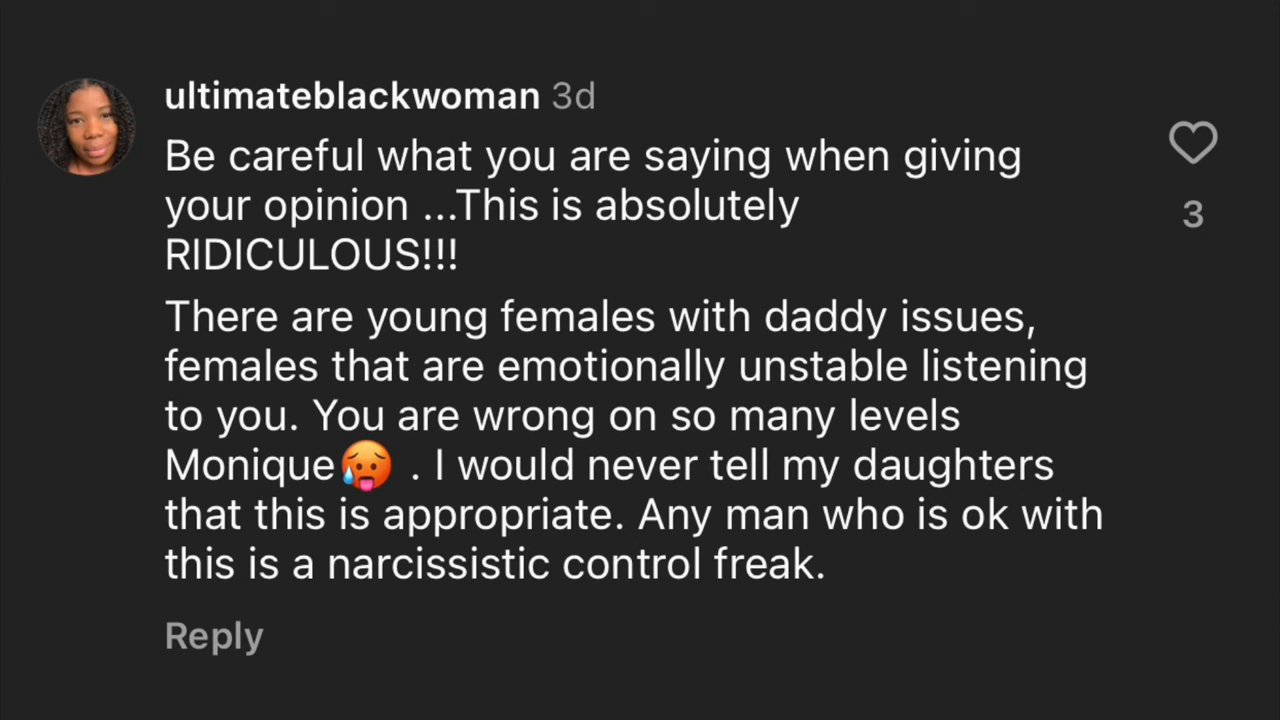 ultimateblackwoman 3d
Be careful what you are saying when giving
your opinion ...This is absolutely
RIDICULOUS!!!
3
There are young females with daddy issues,
females that are emotionally unstable listening
to you. You are wrong on so many levels
Monique🥵 . I would never tell my daughters
that this is appropriate. Any man who is ok with
this is a narcissistic control freak.
Reply